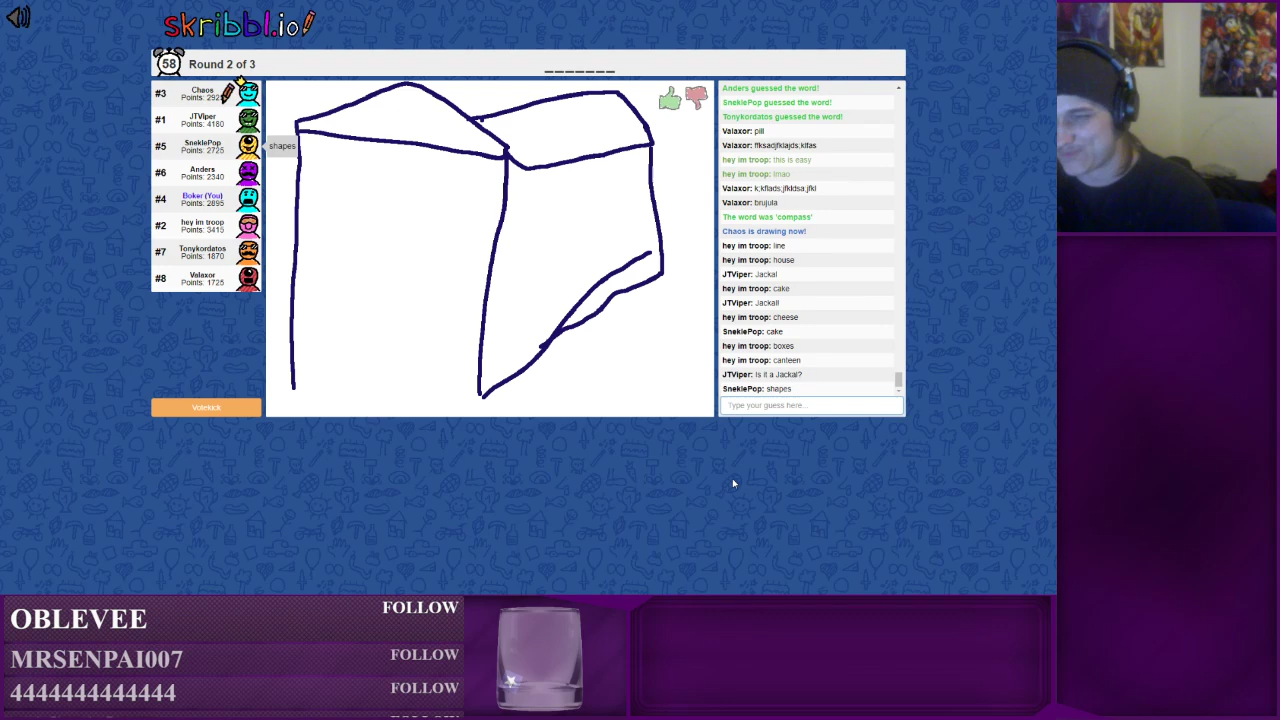 skribbl.io
58
Round 2 of 3
_______
#3 Chaos
#1 JTViper
Points: 4180
#5 SneklePop
Points: 2725
shapes
#6 Anders
Points: 2340
#4 Boker (You)
Points: 2895
#2 hey im troop
Points: 3415
#7 Tonykordatos
Points: 1870
#8 Valaxor
Points: 1725
Votekick
Anders guessed the word!
SneklePop guessed the word!
Tonykordatos guessed the word!
Valaxor: pill
Valaxor: ffksadjfklajds;klfas
hey im troop: this is easy
hey im troop: lmao
Valaxor: k;kflads;jfkldsa;jfkl
Valaxor: brujula
The word was 'compass'
Chaos is drawing now!
hey im troop: line
hey im troop: house
JTViper: Jackal
hey im troop: cake
JTViper: Jackall
hey im troop: cheese
SneklePop: cake
hey im troop: boxes
hey im troop: canteen
JTViper: Is it a Jackal?
SneklePop: shapes
Type your guess here...
OBLEVEE FOLLOW
MRSENPAI007 FOLLOW
4444444444444 FOLLOW